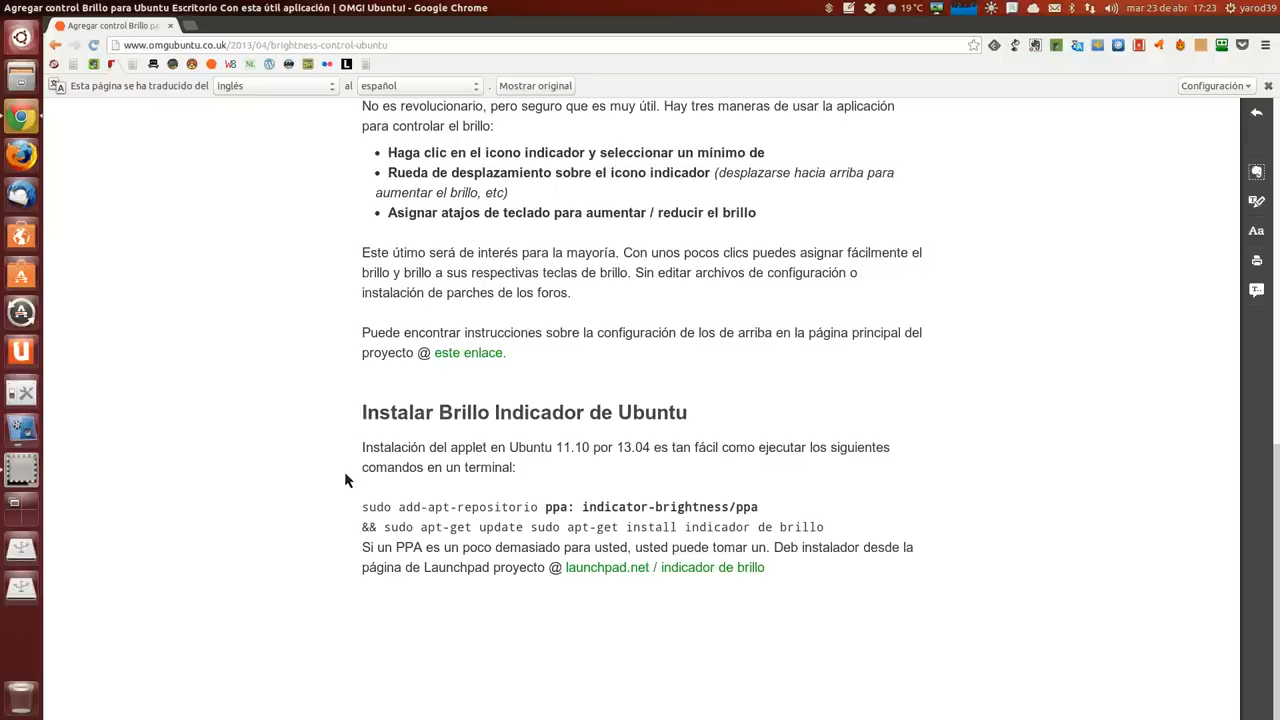 Agregar control Brillo para Ubuntu Escritorio Con esta útil aplicación | OMG! Ubuntu! - Google Chrome
19°C
mar 23 de abr
17:23
yarod39
Agregar control Brillo pa
www.omgubuntu.co.uk/2013/04/brightness-control-ubuntu
Esta página se ha traducido del inglés al español . Mostrar original Configuración
No es revolucionario, pero seguro que es muy útil. Hay tres maneras de usar la aplicación
para controlar el brillo:
• Haga clic en el icono indicador y seleccionar un mínimo de
• Rueda de desplazamiento sobre el icono indicador (desplazarse hacia arriba para
aumentar el brillo, etc)
• Asignar atajos de teclado para aumentar / reducir el brillo
Este útimo será de interés para la mayoría. Con unos pocos clics puedes asignar fácilmente el
brillo y brillo a sus respectivas teclas de brillo. Sin editar archivos de configuración o
instalación de parches de los foros.
Puede encontrar instrucciones sobre la configuración de los de arriba en la página principal del
proyecto @ este enlace.
Instalar Brillo Indicador de Ubuntu
Instalación del applet en Ubuntu 11.10 por 13.04 es tan fácil como ejecutar los siguientes
comandos en un terminal:
sudo add-apt-repositorio ppa: indicator-brightness/ppa
&& sudo apt-get update sudo apt-get install indicador de brillo
Si un PPA es un poco demasiado para usted, usted puede tomar un. Deb instalador desde la
página de Launchpad proyecto @ launchpad.net / indicador de brillo
Aa